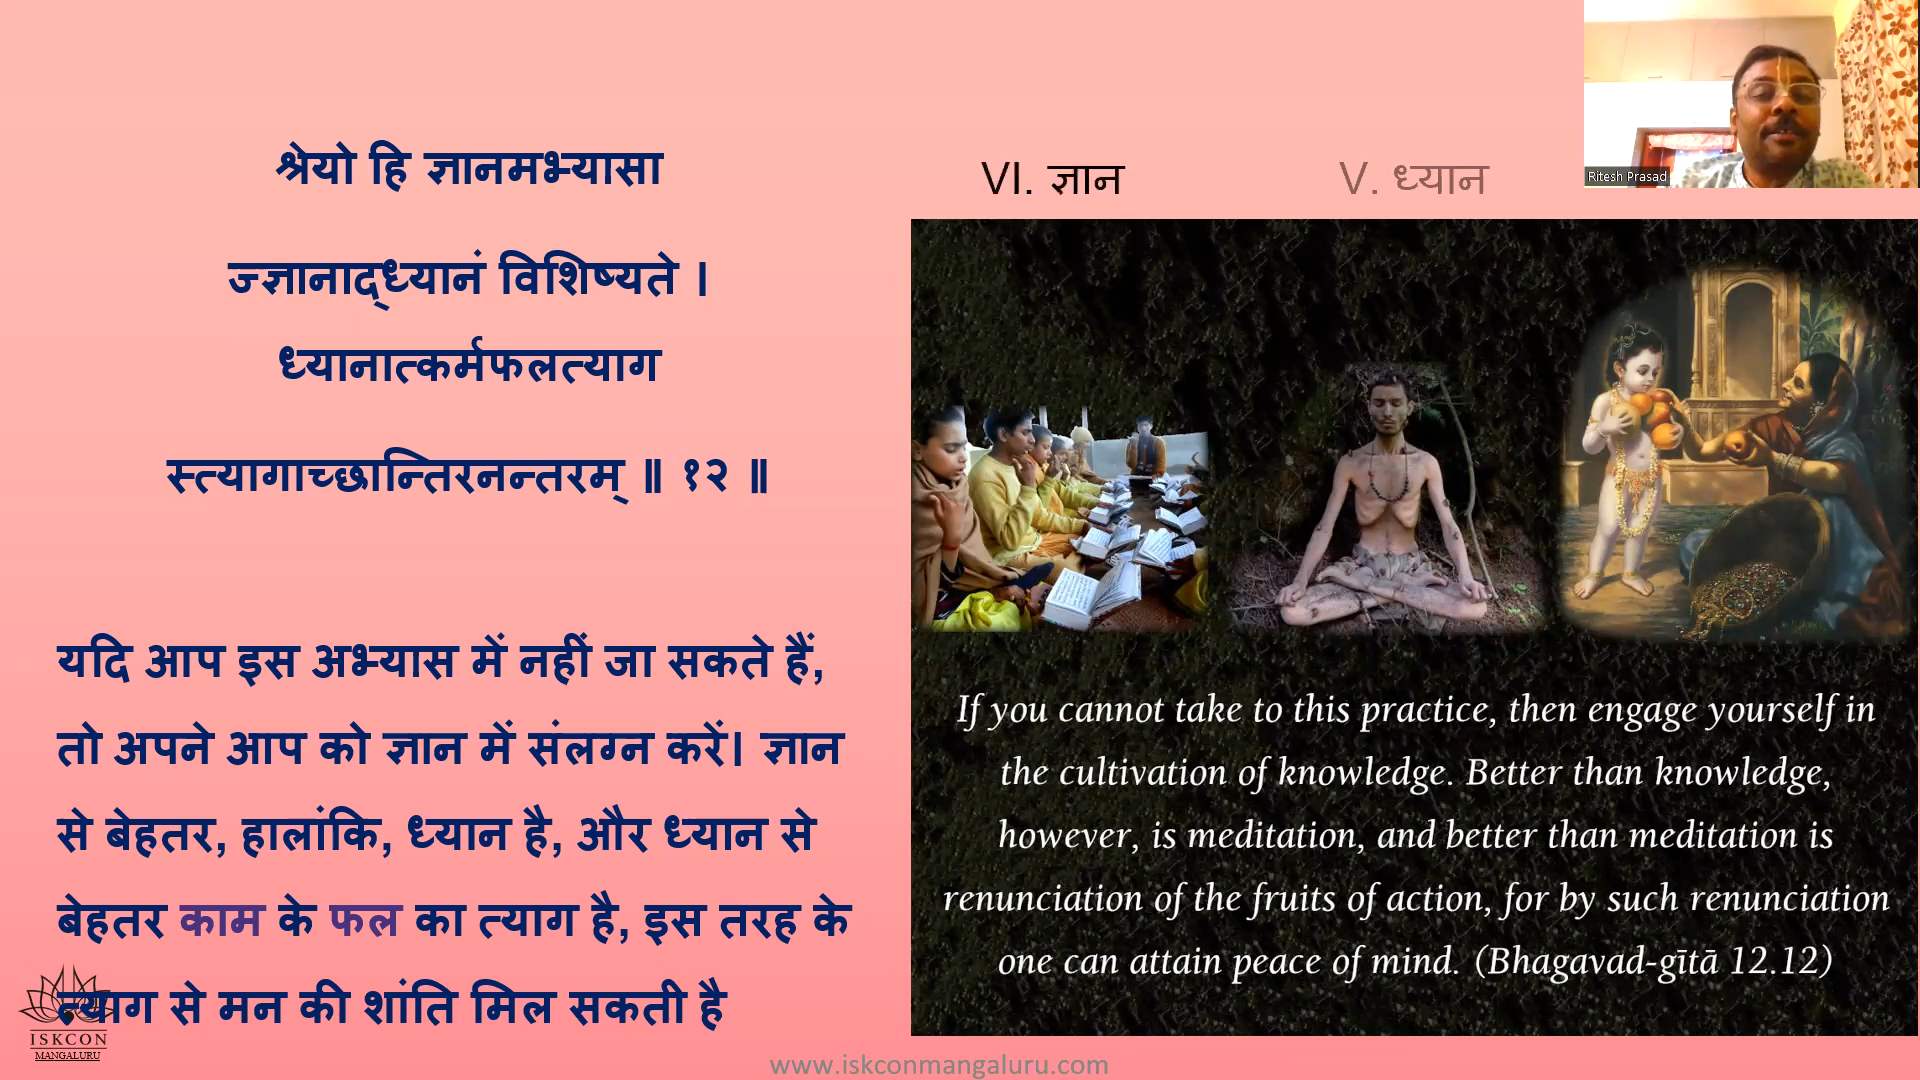 श्रेयो हि ज्ञानमभ्यासा
ज्ज्ञानाद्ध्यानं विशिष्यते ।
ध्यानात्कर्मफलत्याग
स्त्यागाच्छान्तिरनन्तरम् ॥ १२ ॥
यदि आप इस अभ्यास में नहीं जा सकते हैं,
तो अपने आप को ज्ञान में संलग्न करें। ज्ञान
से बेहतर, हालांकि, ध्यान है, और ध्यान से
बेहतर काम के फल का त्याग है, इस तरह के
त्याग से मन की शांति मिल सकती है
ISKCON
MANGALURU
VI. ज्ञान
V. ध्यान
Ritesh Prasad
If you cannot take to this practice, then engage yourself in
the cultivation of knowledge. Better than knowledge,
however, is meditation, and better than meditation is
renunciation of the fruits of action, for by such renunciation
one can attain peace of mind. (Bhagavad-gītā 12.12)
www.iskconmangaluru.com